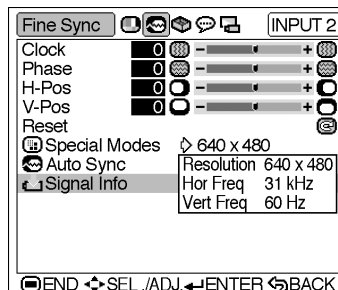 Fine Sync INPUT 2
Clock 0 - +
Phase 0 - +
H-Pos 0 - +
V-Pos 0 - +
Reset
Special Modes 640 x 480
Auto Sync Resolution 640 x 480
Signal Info Hor Freq 31 kHz
Vert Freq 60 Hz
END SEL./ADJ. ENTER BACK